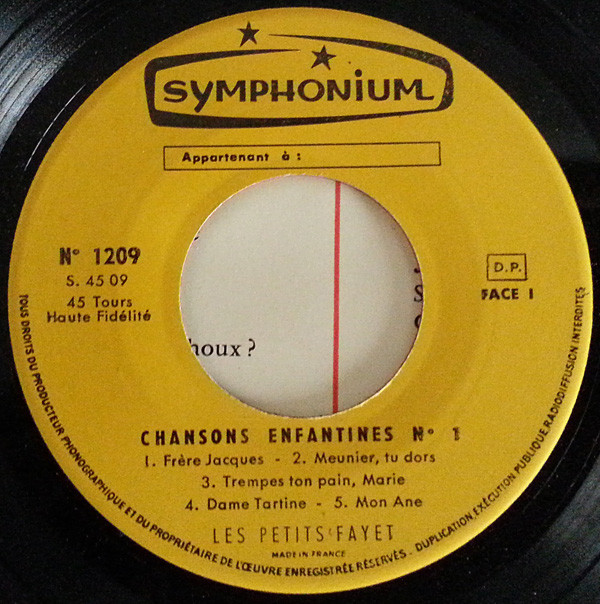 SYMPHONIUM
Appartenant à :
N° 1209
S. 45 09
45 Tours
Haute Fidélité
D.P.
FACE 1
houx ?
CHANSONS ENFANTINES N° 1
1. Frère Jacques - 2. Meunier, tu dors
3. Trempes ton pain, Marie
4. Dame Tartine - 5. Mon Ane
LES PETITS FAYET
MADE IN FRANCE
TOUS DROITS DU PRODUCTEUR PHONOGRAPHIQUE ET DU PROPRIÉTAIRE DE L'ŒUVRE ENREGISTRÉE RÉSERVÉS - DUPLICATION EXÉCUTION PUBLIQUE RADIODIFFUSION INTERDITES